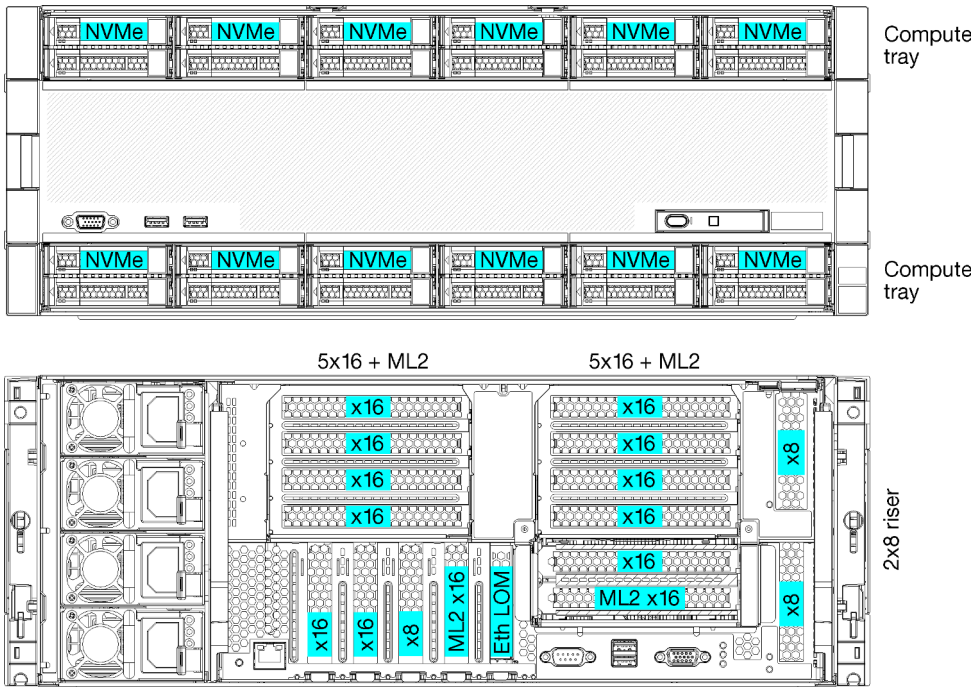 NVMe NVMe NVMe NVMe NVMe NVMe
Compute
tray
NVMe NVMe NVMe NVMe NVMe NVMe
Compute
tray
5x16 + ML2
5x16 + ML2
x16
x16
x16
x16
x16
x16
x16
x16
x8
2x8 riser
x16
x16
x8
ML2 x16
Eth LOM
x16
ML2 x16
x8